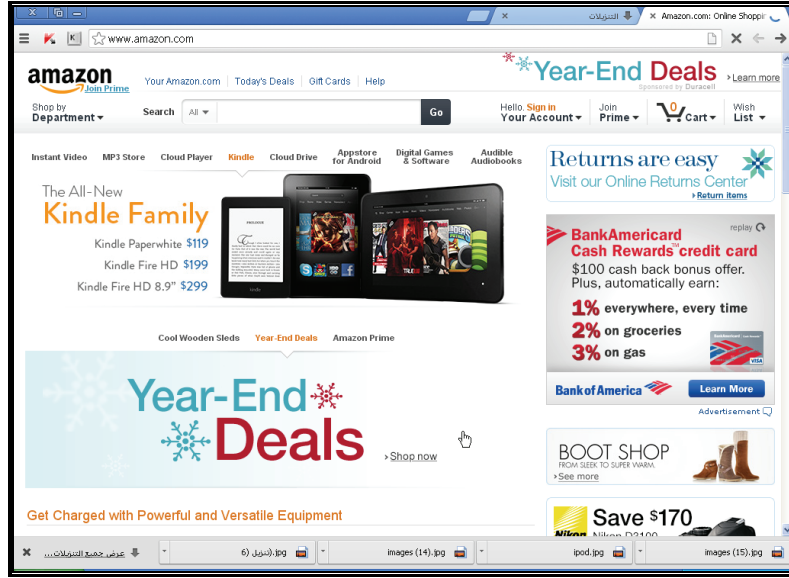 التنزيلات
Amazon.com: Online Shoppir
www.amazon.com
amazon
Join Prime
Your Amazon.com | Today's Deals | Gift Cards | Help
Year-End Deals
Sponsored by Duracell
Learn more
Shop by
Department
Search
All
Go
Hello. Sign in
Your Account
Join
Prime
0
Cart
Wish
List
Instant Video
MP3 Store
Cloud Player
Kindle
Cloud Drive
Appstore
for Android
Digital Games
& Software
Audible
Audiobooks
The All-New
Kindle Family
Kindle Paperwhite $119
Kindle Fire HD $199
Kindle Fire HD 8.9" $299
Returns are easy
Visit our Online Returns Center
Return items
replay
BankAmericard
Cash Rewards™ credit card
$100 cash back bonus offer.
Plus, automatically earn:
1% everywhere, every time
2% on groceries
3% on gas
VISA
Bank of America
Learn More
Advertisement
Cool Wooden Sleds
Year-End Deals
Amazon Prime
Year-End
Deals
Shop now
BOOT SHOP
FROM SLEEK TO SUPER WARM
See more
Get Charged with Powerful and Versatile Equipment
Nikon
Save $170
Nikon D3100
عرض جميع التنزيلات...
تنزيل (6).jpg
images (14).jpg
ipod.jpg
images (15).jpg